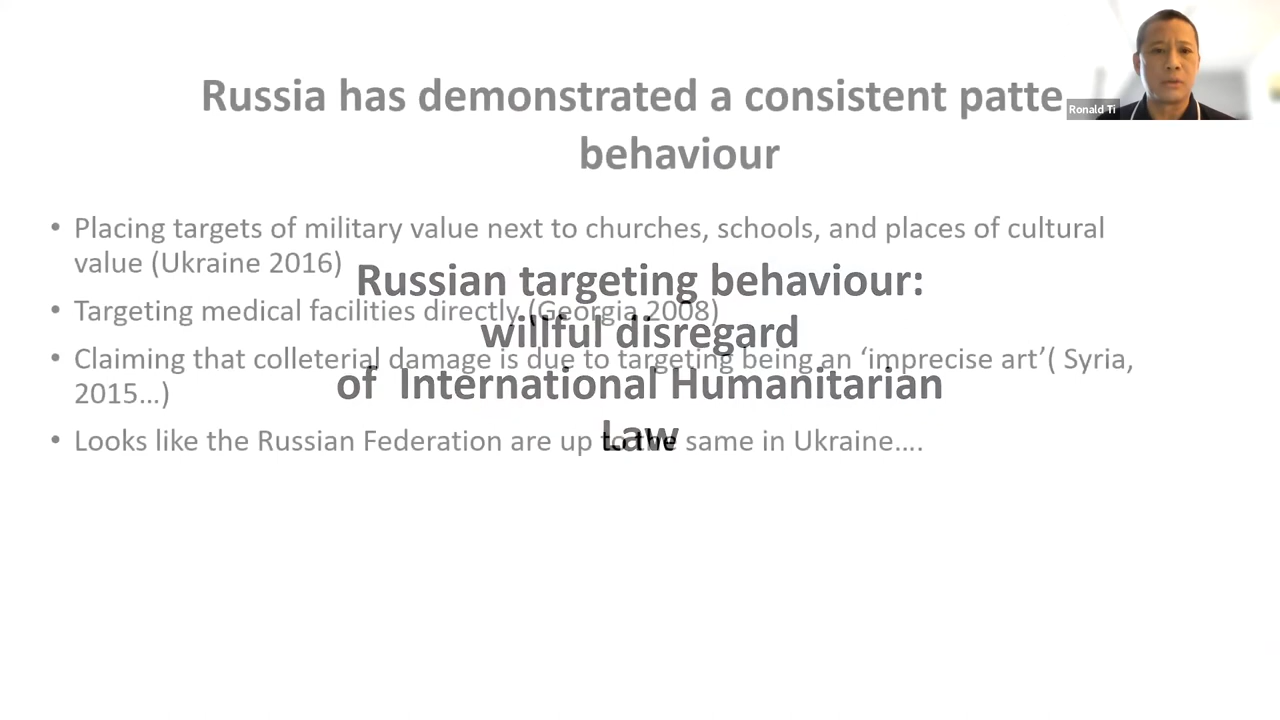 Russia has demonstrated a consistent patte
behaviour
Ronald Ti
• Placing targets of military value next to churches, schools, and places of cultural
value (Ukraine 2016)
• Targeting medical facilities directly (Georgia 2008)
• Claiming that colleterial damage is due to targeting being an ‘imprecise art’( Syria,
2015...)
• Looks like the Russian Federation are up to the same in Ukraine....
Russian targeting behaviour:
willful disregard
of International Humanitarian
Law